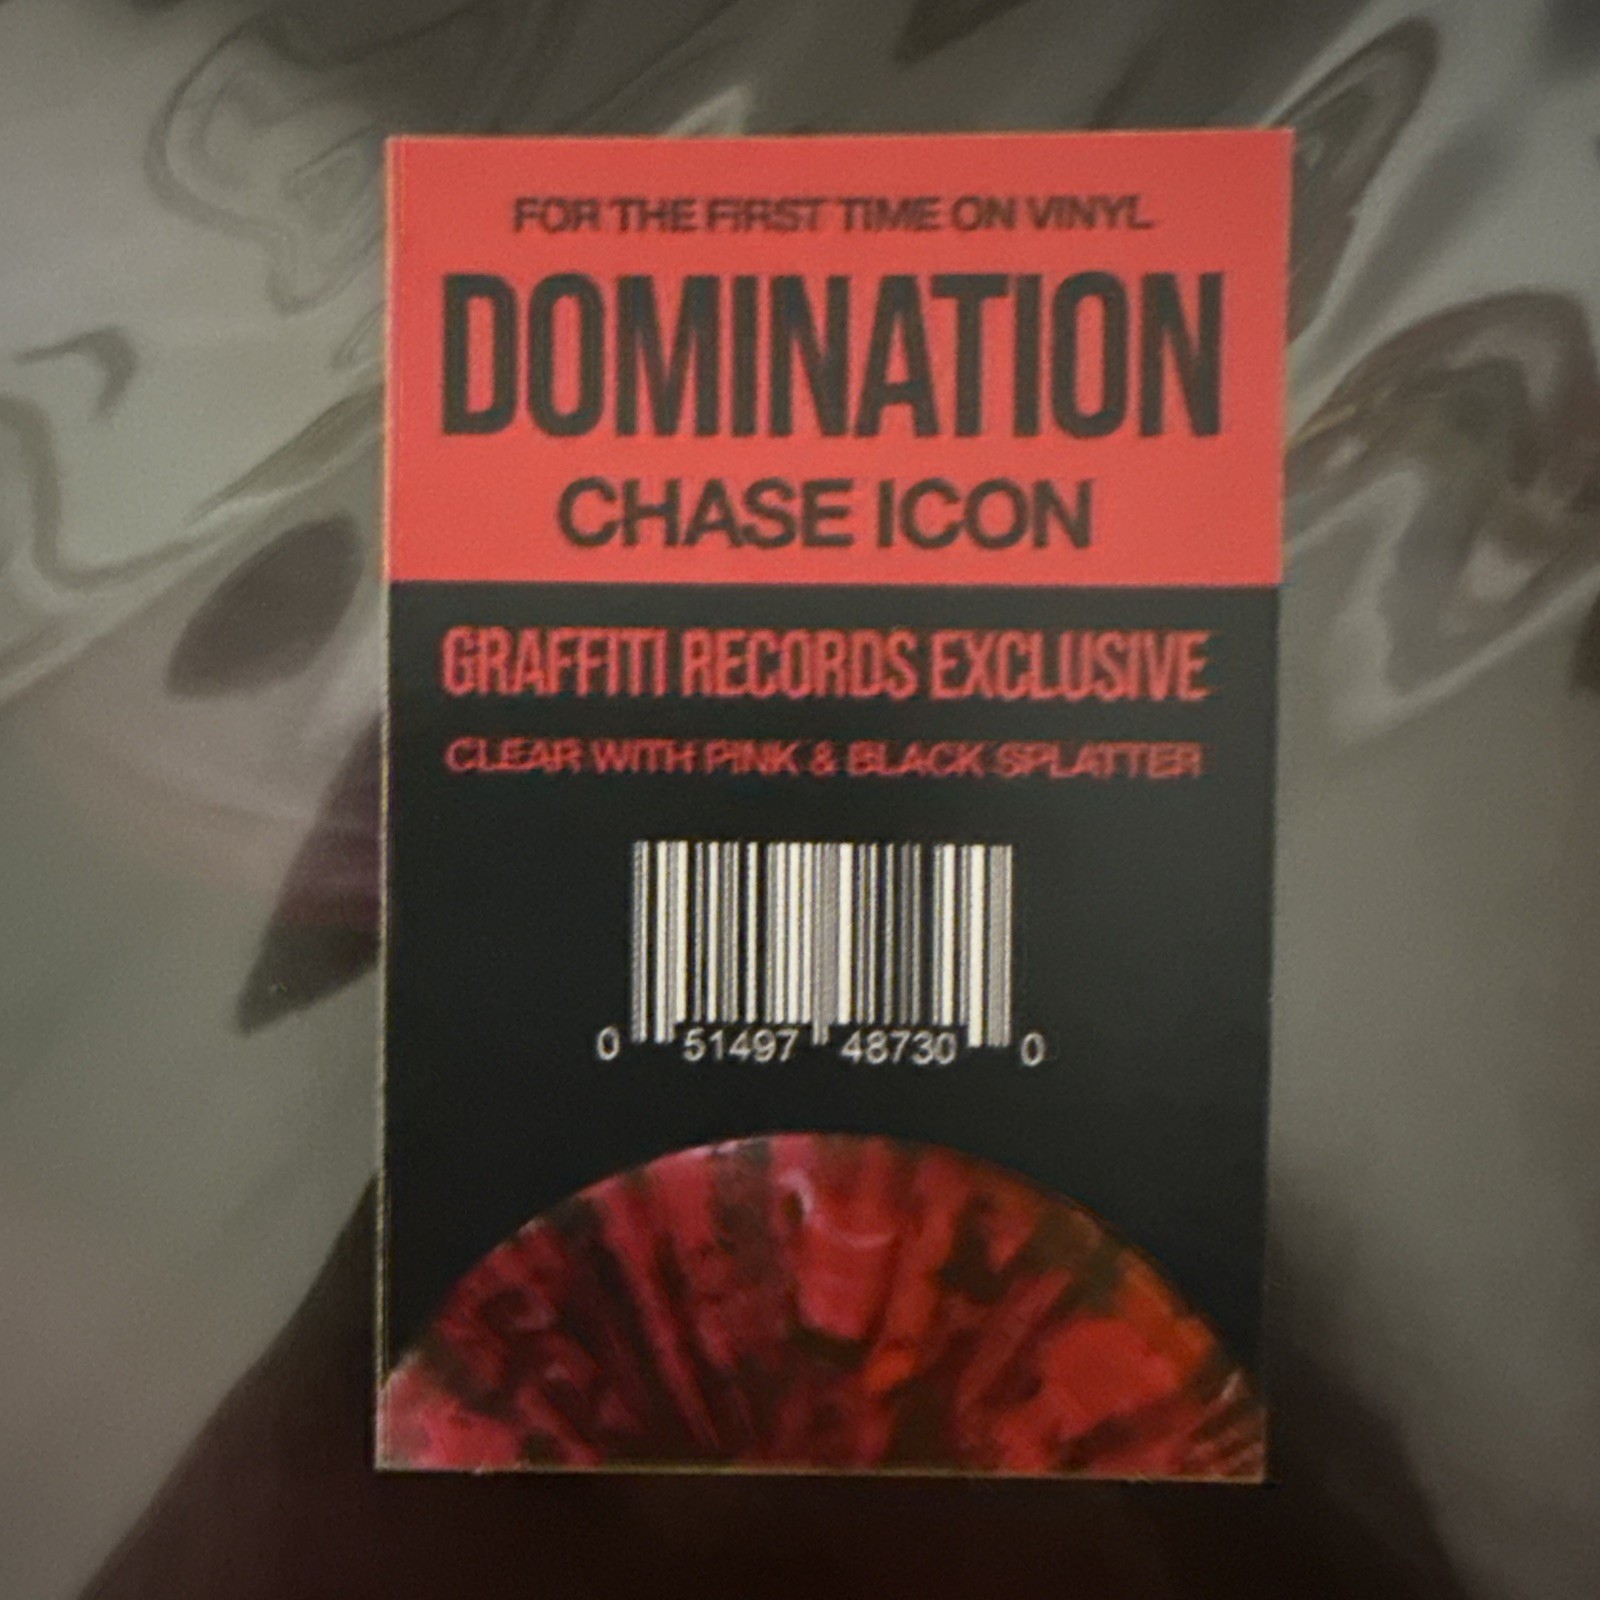 FOR THE FIRST TIME ON VINYL
DOMINATION
CHASE ICON
GRAFFITI RECORDS EXCLUSIVE
CLEAR WITH PINK & BLACK SPLATTER
0 51497 48730 0